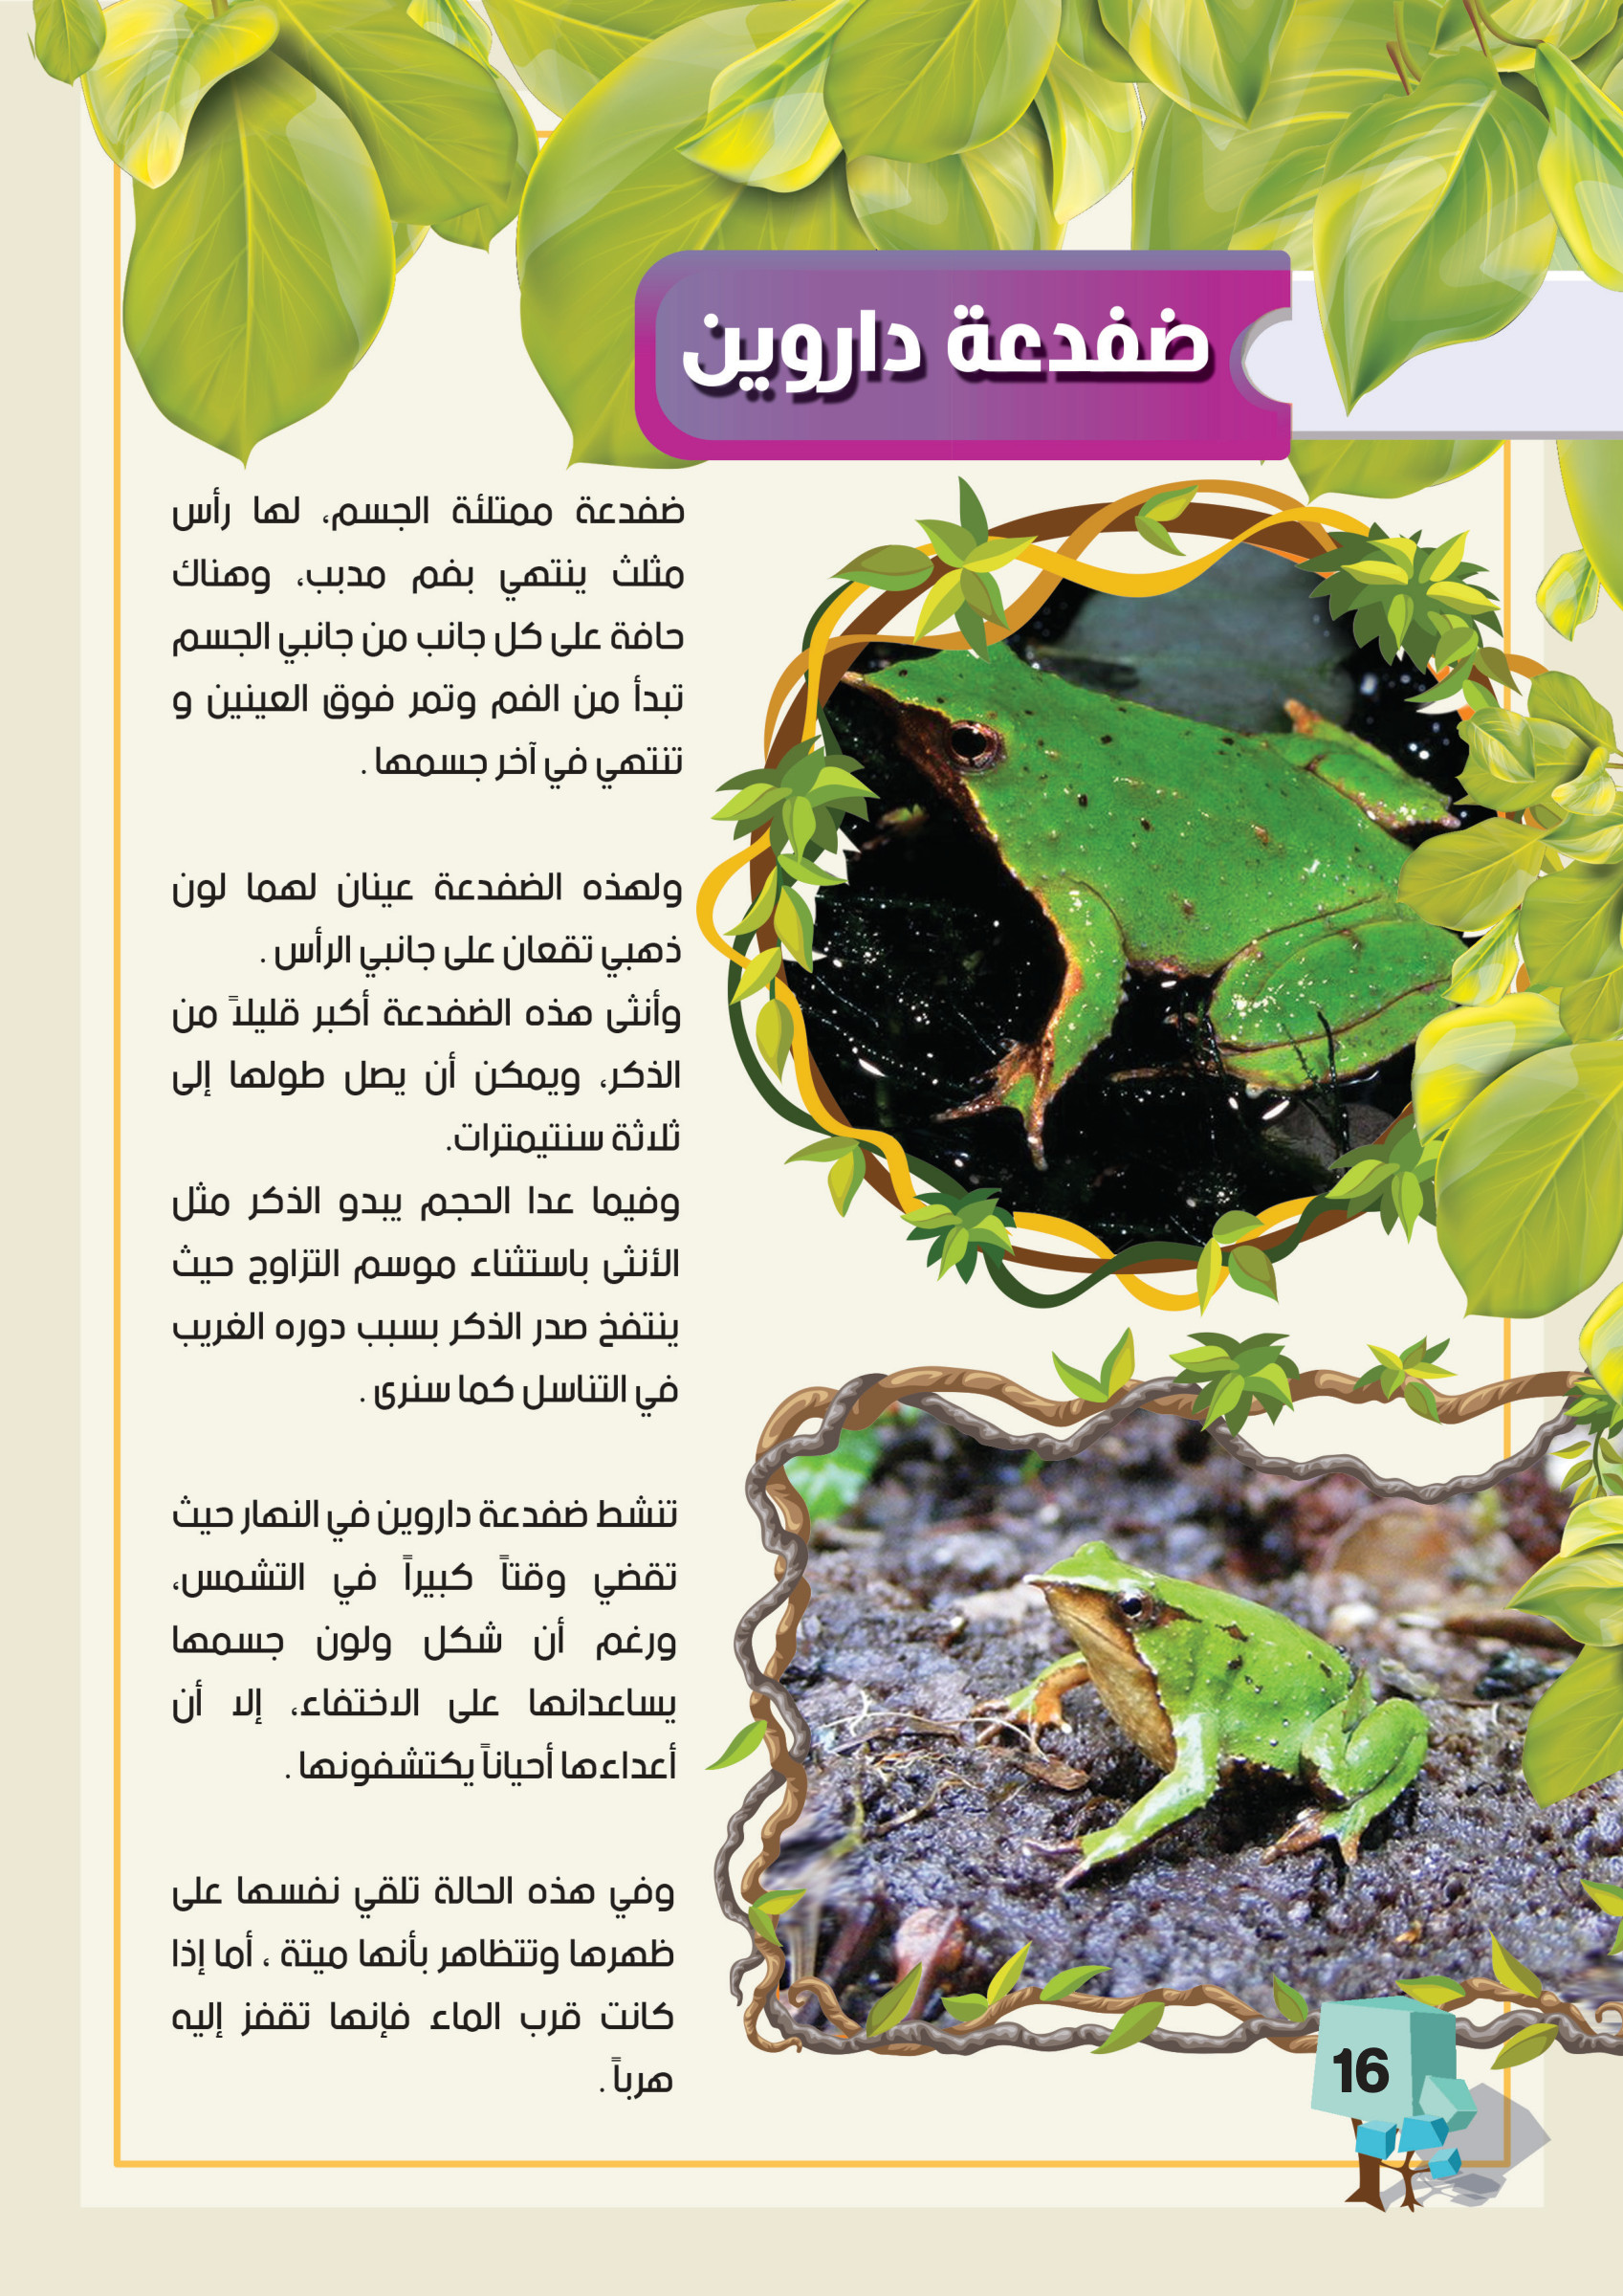 ضفدعة داروين
ضفدعة ممتلئة الجسم، لها رأس
مثلث ينتهي بفم مدبب، وهناك
حافة على كل جانب من جانبي الجسم
تبدأ من الفم وتمر فوق العينين و
تنتهي في آخر جسمها .
ولهذه الضفدعة عينان لهما لون
ذهبي تقعان على جانبي الرأس .
وأنثى هذه الضفدعة أكبر قليلاً من
الذكر، ويمكن أن يصل طولها إلى
ثلاثة سنتيمترات.
وفيما عدا الحجم يبدو الذكر مثل
الأنثى باستثناء موسم التزاوج حيث
ينتفخ صدر الذكر بسبب دوره الغريب
في التناسل كما سنرى .
تنشط ضفدعة داروين في النهار حيث
تقضي وقتاً كبيراً في التشمس،
ورغم أن شكل ولون جسمها
يساعدانها على الاختفاء، إلا أن
أعداءها أحياناً يكتشفونها .
وفي هذه الحالة تلقي نفسها على
ظهرها وتتظاهر بأنها ميتة ، أما إذا
كانت قرب الماء فإنها تقفز إليه
هرباً .
16